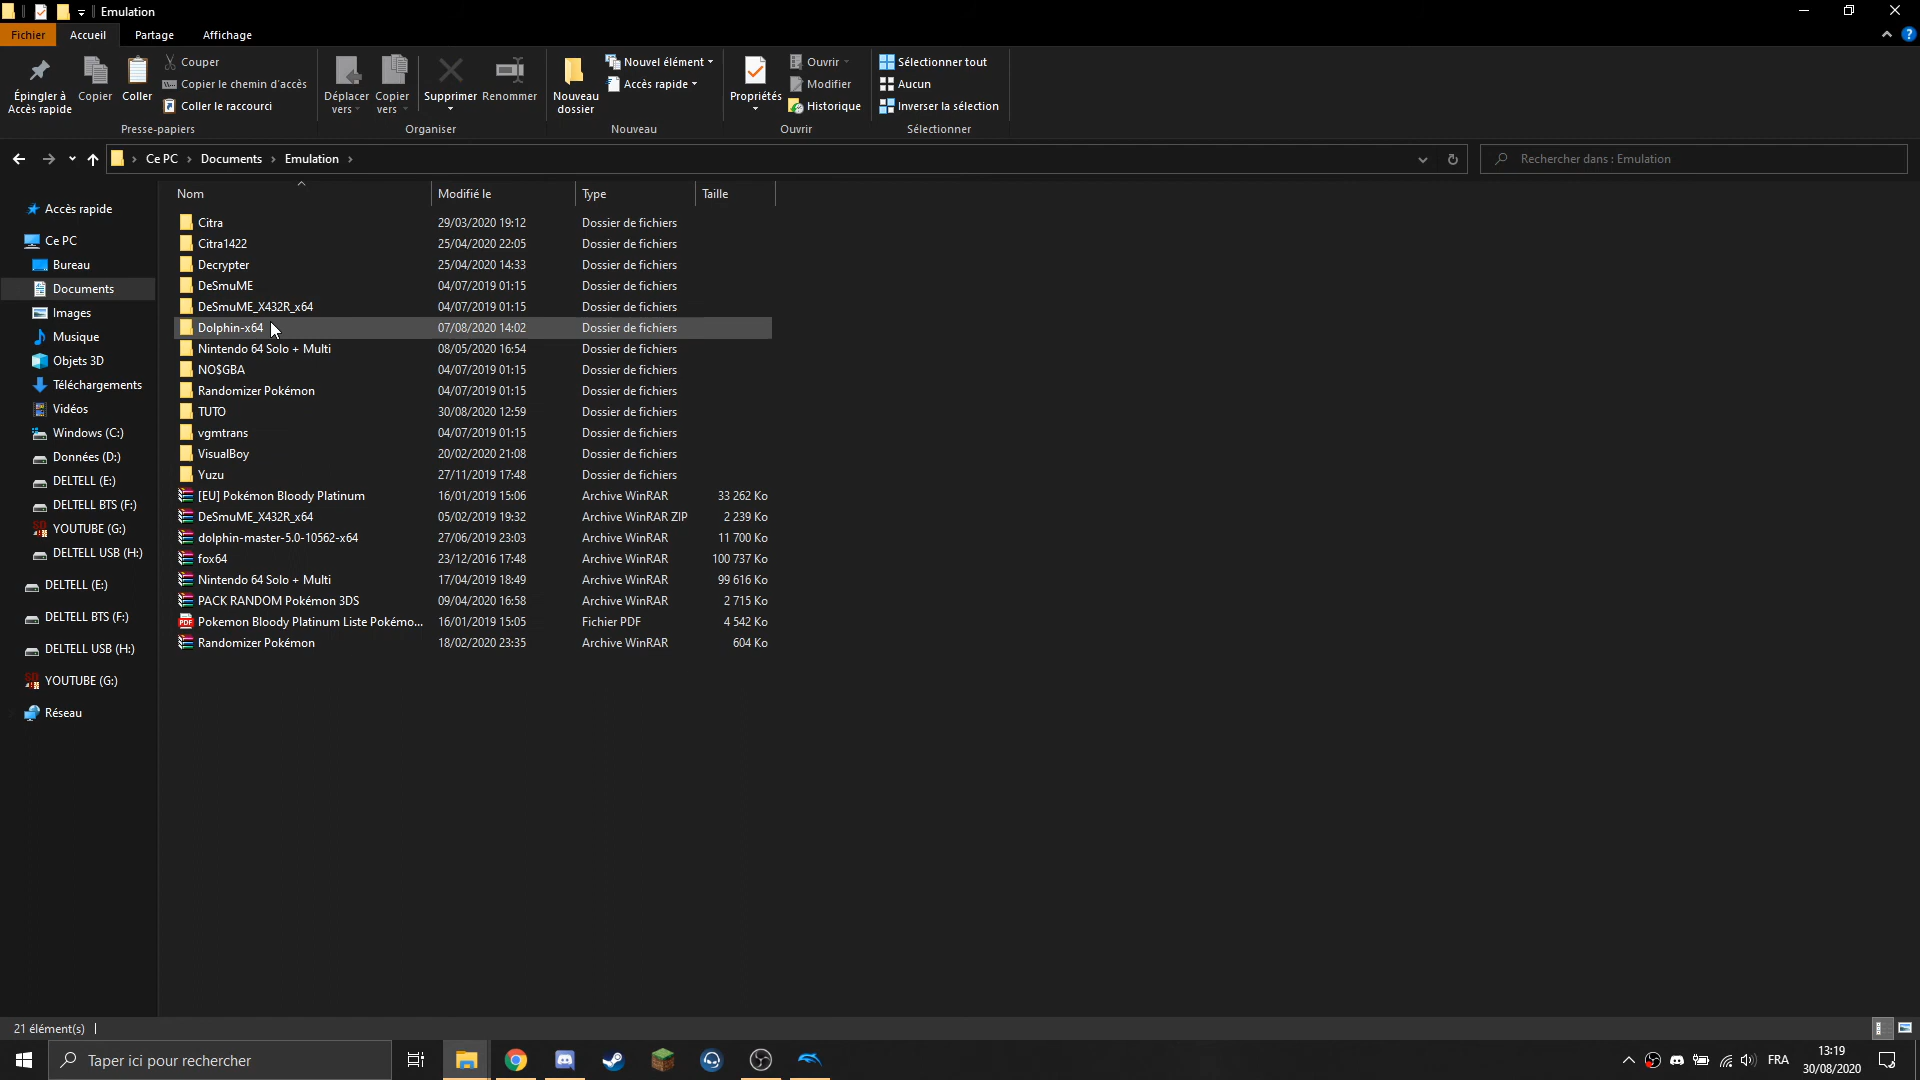 Emulation
Fichier Accueil Partage Affichage
Épingler à Accès rapide
Copier
Coller
Couper
Copier le chemin d'accès
Coller le raccourci
Presse-papiers
Déplacer vers
Copier vers
Supprimer
Renommer
Organiser
Nouveau dossier
Nouvel élément
Accès rapide
Nouveau
Propriétés
Ouvrir
Modifier
Historique
Ouvrir
Sélectionner tout
Aucun
Inverser la sélection
Sélectionner
Ce PC > Documents > Emulation >
Rechercher dans : Emulation
Accès rapide
Ce PC
Bureau
Documents
Images
Musique
Objets 3D
Téléchargements
Vidéos
Windows (C:)
Données (D:)
DELTELL (E:)
DELTELL BTS (F:)
YOUTUBE (G:)
DELTELL USB (H:)
DELTELL (E:)
DELTELL BTS (F:)
DELTELL USB (H:)
YOUTUBE (G:)
Réseau
Nom Modifié le Type Taille
Citra 29/03/2020 19:12 Dossier de fichiers
Citra1422 25/04/2020 22:05 Dossier de fichiers
Decrypter 25/04/2020 14:33 Dossier de fichiers
DeSmuME 04/07/2019 01:15 Dossier de fichiers
DeSmuME_X432R_x64 04/07/2019 01:15 Dossier de fichiers
Dolphin-x64 07/08/2020 14:02 Dossier de fichiers
Nintendo 64 Solo + Multi 08/05/2020 16:54 Dossier de fichiers
NO$GBA 04/07/2019 01:15 Dossier de fichiers
Randomizer Pokémon 04/07/2019 01:15 Dossier de fichiers
TUTO 30/08/2020 12:59 Dossier de fichiers
vgmtrans 04/07/2019 01:15 Dossier de fichiers
VisualBoy 20/02/2020 21:08 Dossier de fichiers
Yuzu 27/11/2019 17:48 Dossier de fichiers
[EU] Pokémon Bloody Platinum 16/01/2019 15:06 Archive WinRAR 33 262 Ko
DeSmuME_X432R_x64 05/02/2019 19:32 Archive WinRAR ZIP 2 239 Ko
dolphin-master-5.0-10562-x64 27/06/2019 23:03 Archive WinRAR 11 700 Ko
fox64 23/12/2016 17:48 Archive WinRAR 100 737 Ko
Nintendo 64 Solo + Multi 17/04/2019 18:49 Archive WinRAR 99 616 Ko
PACK RANDOM Pokémon 3DS 09/04/2020 16:58 Archive WinRAR 2 715 Ko
Pokemon Bloody Platinum Liste Pokémo... 16/01/2019 15:05 Fichier PDF 4 542 Ko
Randomizer Pokémon 18/02/2020 23:35 Archive WinRAR 604 Ko
21 élément(s)
Taper ici pour rechercher
FRA
13:19
30/08/2020